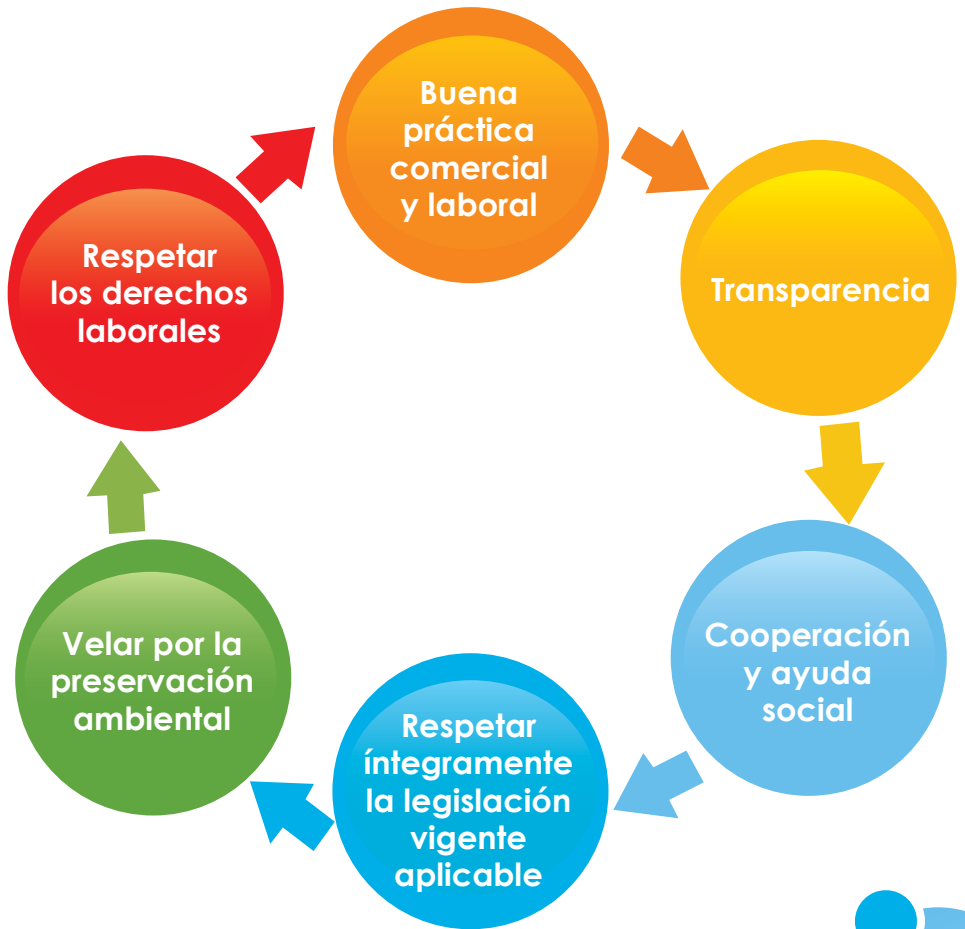 Buena
práctica
comercial
y laboral
Transparencia
Cooperación
y ayuda
social
Respetar
íntegramente
la legislación
vigente
aplicable
Velar por la
preservación
ambiental
Respetar
los derechos
laborales